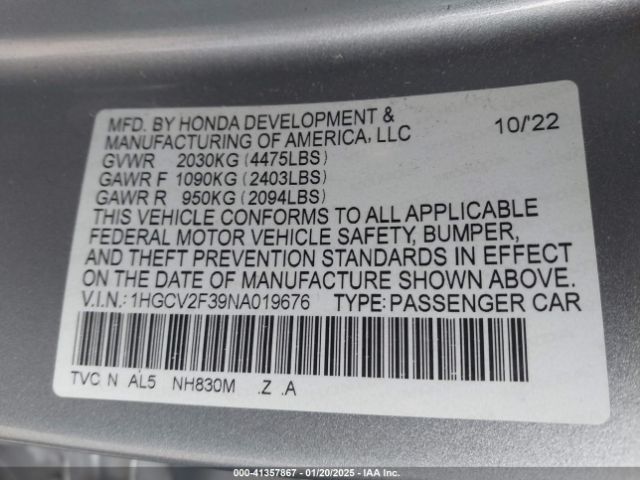 MFD. BY HONDA DEVELOPMENT &
MANUFACTURING OF AMERICA, LLC 10/'22
GVWR 2030KG (4475LBS)
GAWR F 1090KG (2403LBS)
GAWR R 950KG (2094LBS)
THIS VEHICLE CONFORMS TO ALL APPLICABLE
FEDERAL MOTOR VEHICLE SAFETY, BUMPER,
AND THEFT PREVENTION STANDARDS IN EFFECT
ON THE DATE OF MANUFACTURE SHOWN ABOVE.
V.I.N.: 1HGCV2F39NA019676 TYPE: PASSENGER CAR
TVC N AL5 NH830M .Z .A
000-41357867 | 01/20/2025 - IAA Inc.